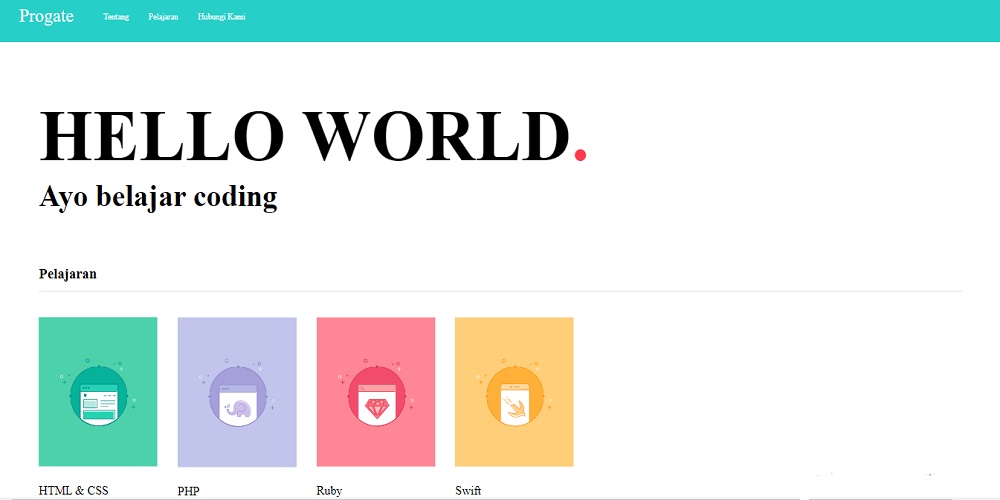 Progate Tentang Pelajaran Hubungi Kami
HELLO WORLD.
Ayo belajar coding
Pelajaran
HTML & CSS PHP Ruby Swift